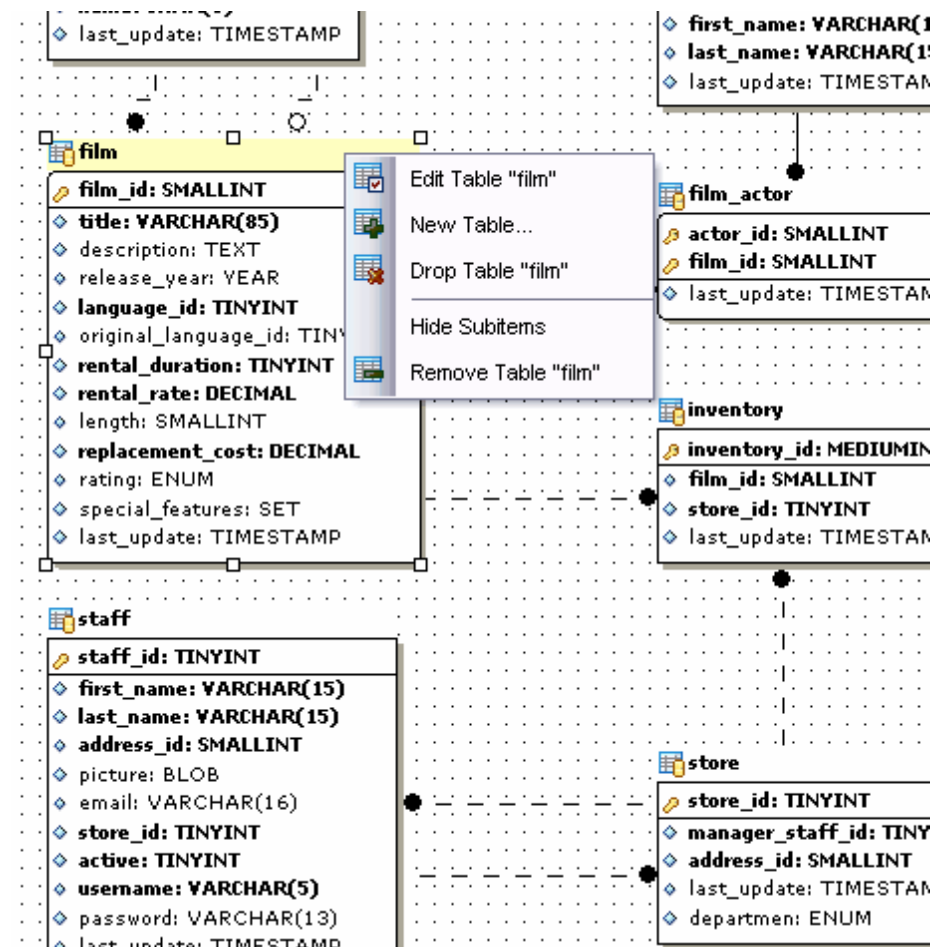 last_update: TIMESTAMP
first_name: VARCHAR(1
last_name: VARCHAR(15
last_update: TIMESTAM
film
film_id: SMALLINT
title: VARCHAR(85)
description: TEXT
release_year: YEAR
language_id: TINYINT
original_language_id: TINY
rental_duration: TINYINT
rental_rate: DECIMAL
length: SMALLINT
replacement_cost: DECIMAL
rating: ENUM
special_features: SET
last_update: TIMESTAMP
Edit Table "film"
New Table...
Drop Table "film"
Hide Subitems
Remove Table "film"
film_actor
actor_id: SMALLINT
film_id: SMALLINT
last_update: TIMESTAM
inventory
inventory_id: MEDIUMIN
film_id: SMALLINT
store_id: TINYINT
last_update: TIMESTAM
staff
staff_id: TINYINT
first_name: VARCHAR(15)
last_name: VARCHAR(15)
address_id: SMALLINT
picture: BLOB
email: VARCHAR(16)
store_id: TINYINT
active: TINYINT
username: VARCHAR(5)
password: VARCHAR(13)
last_update: TIMESTAMP
store
store_id: TINYINT
manager_staff_id: TINY
address_id: SMALLINT
last_update: TIMESTAM
departmen: ENUM